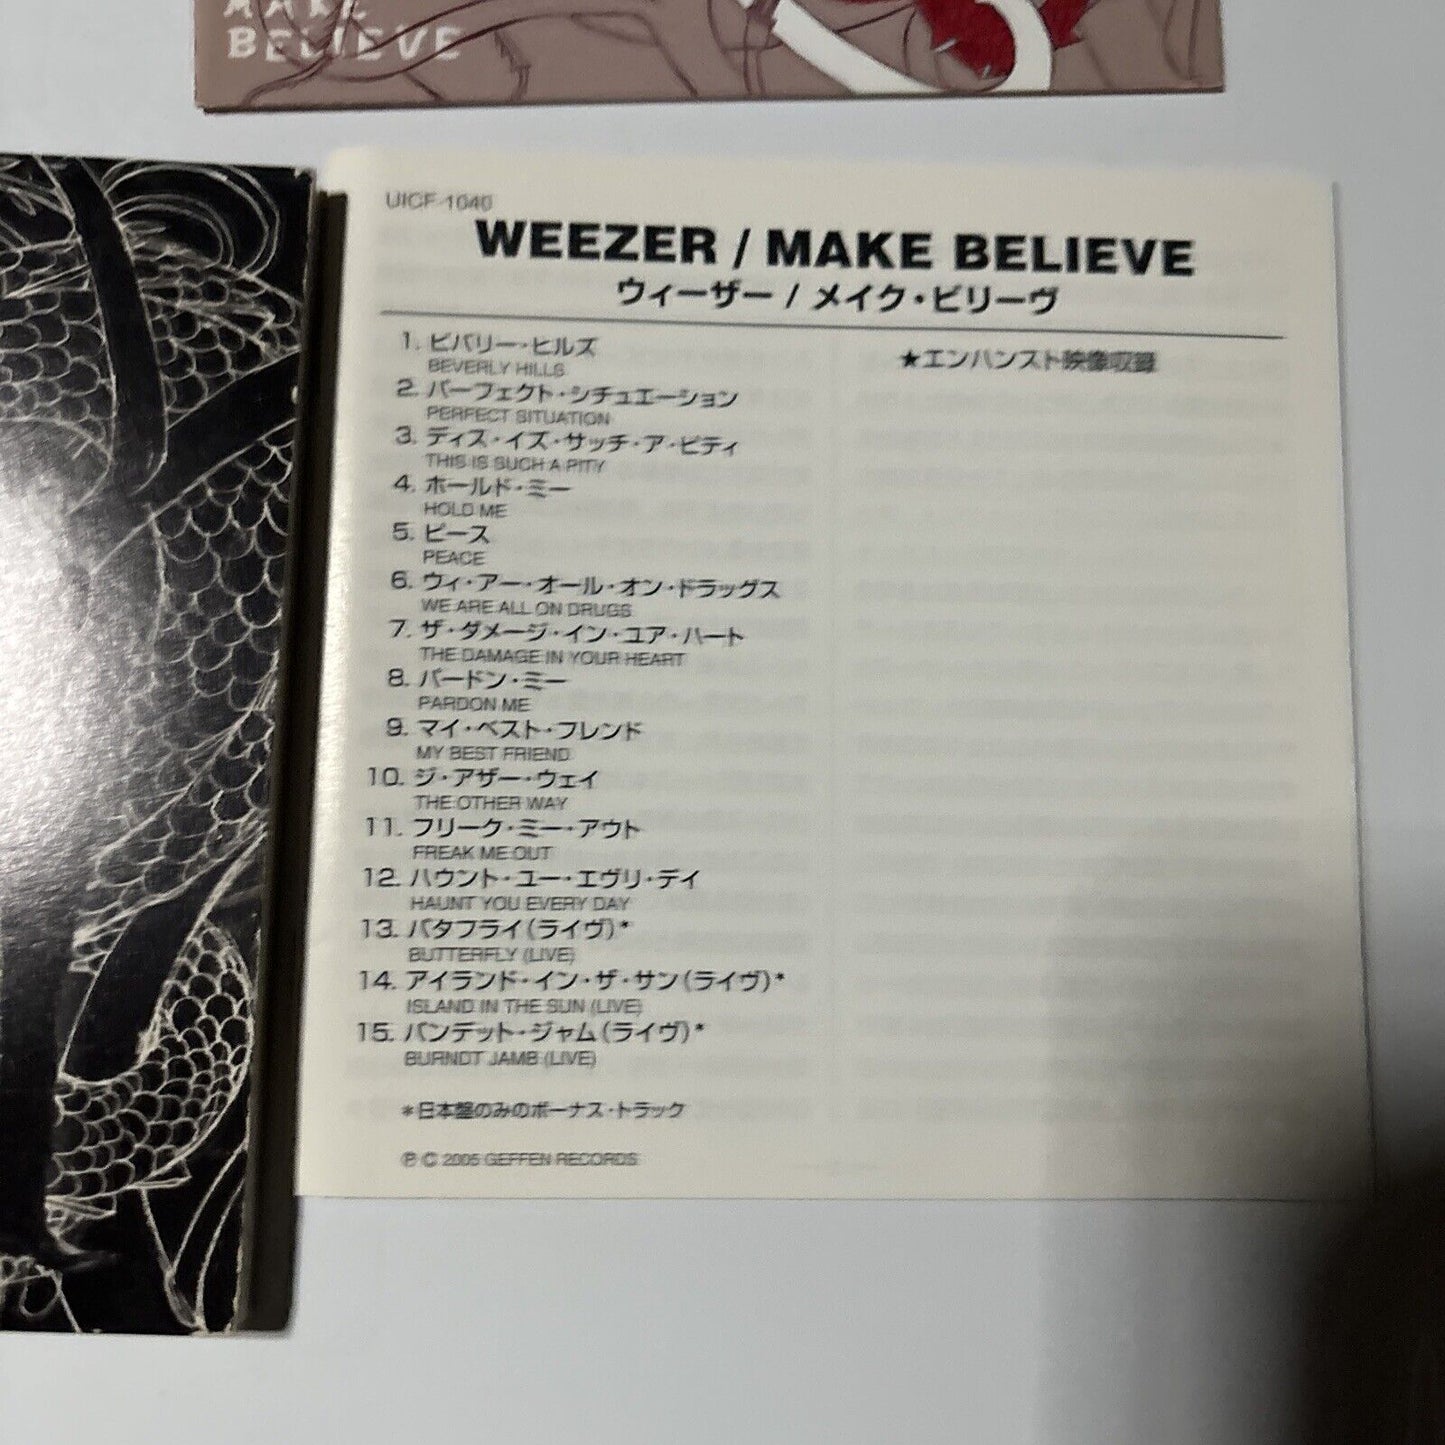 MAKE
BELIEVE
UICF-1040
WEEZER / MAKE BELIEVE
ウィーザー / メイク・ビリーヴ
1. ビバリー・ヒルズ
BEVERLY HILLS
2. パーフェクト・シチュエーション
PERFECT SITUATION
3. ディス・イズ・サッチ・ア・ピティ
THIS IS SUCH A PITY
4. ホールド・ミー
HOLD ME
5. ピース
PEACE
6. ウィ・アー・オール・オン・ドラッグス
WE ARE ALL ON DRUGS
7. ザ・ダメージ・イン・ユア・ハート
THE DAMAGE IN YOUR HEART
8. パードン・ミー
PARDON ME
9. マイ・ベスト・フレンド
MY BEST FRIEND
10. ジ・アザー・ウェイ
THE OTHER WAY
11. フリーク・ミー・アウト
FREAK ME OUT
12. ハウント・ユー・エヴリ・デイ
HAUNT YOU EVERY DAY
13. バタフライ(ライヴ)*
BUTTERFLY (LIVE)
14. アイランド・イン・ザ・サン(ライヴ)*
ISLAND IN THE SUN (LIVE)
15. バンデット・ジャム(ライヴ)*
BURNDT JAMB (LIVE)
*日本盤のみのボーナス・トラック
℗ © 2005 GEFFEN RECORDS
★エンハンスト映像収録